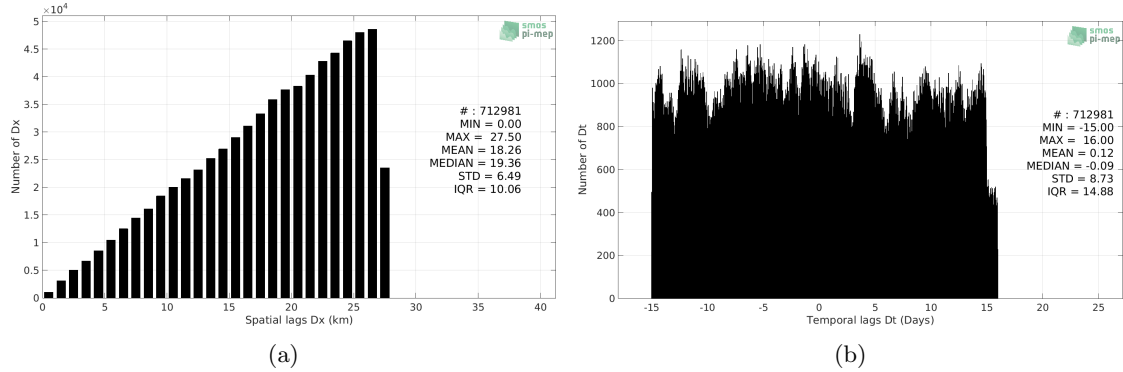 ×10⁴
5
4.5
4
3.5
3
2.5
2
1.5
1
0.5
0
Number of Dx
0 5 10 15 20 25 30 35 40
Spatial lags Dx (km)
smos
pi-mep
# : 712981
MIN = 0.00
MAX = 27.50
MEAN = 18.26
MEDIAN = 19.36
STD = 6.49
IQR = 10.06
(a)
1200
1000
800
600
400
200
0
Number of Dt
-15 -10 -5 0 5 10 15 20 25
Temporal lags Dt (Days)
smos
pi-mep
# : 712981
MIN = -15.00
MAX = 16.00
MEAN = 0.12
MEDIAN = -0.09
STD = 8.73
IQR = 14.88
(b)